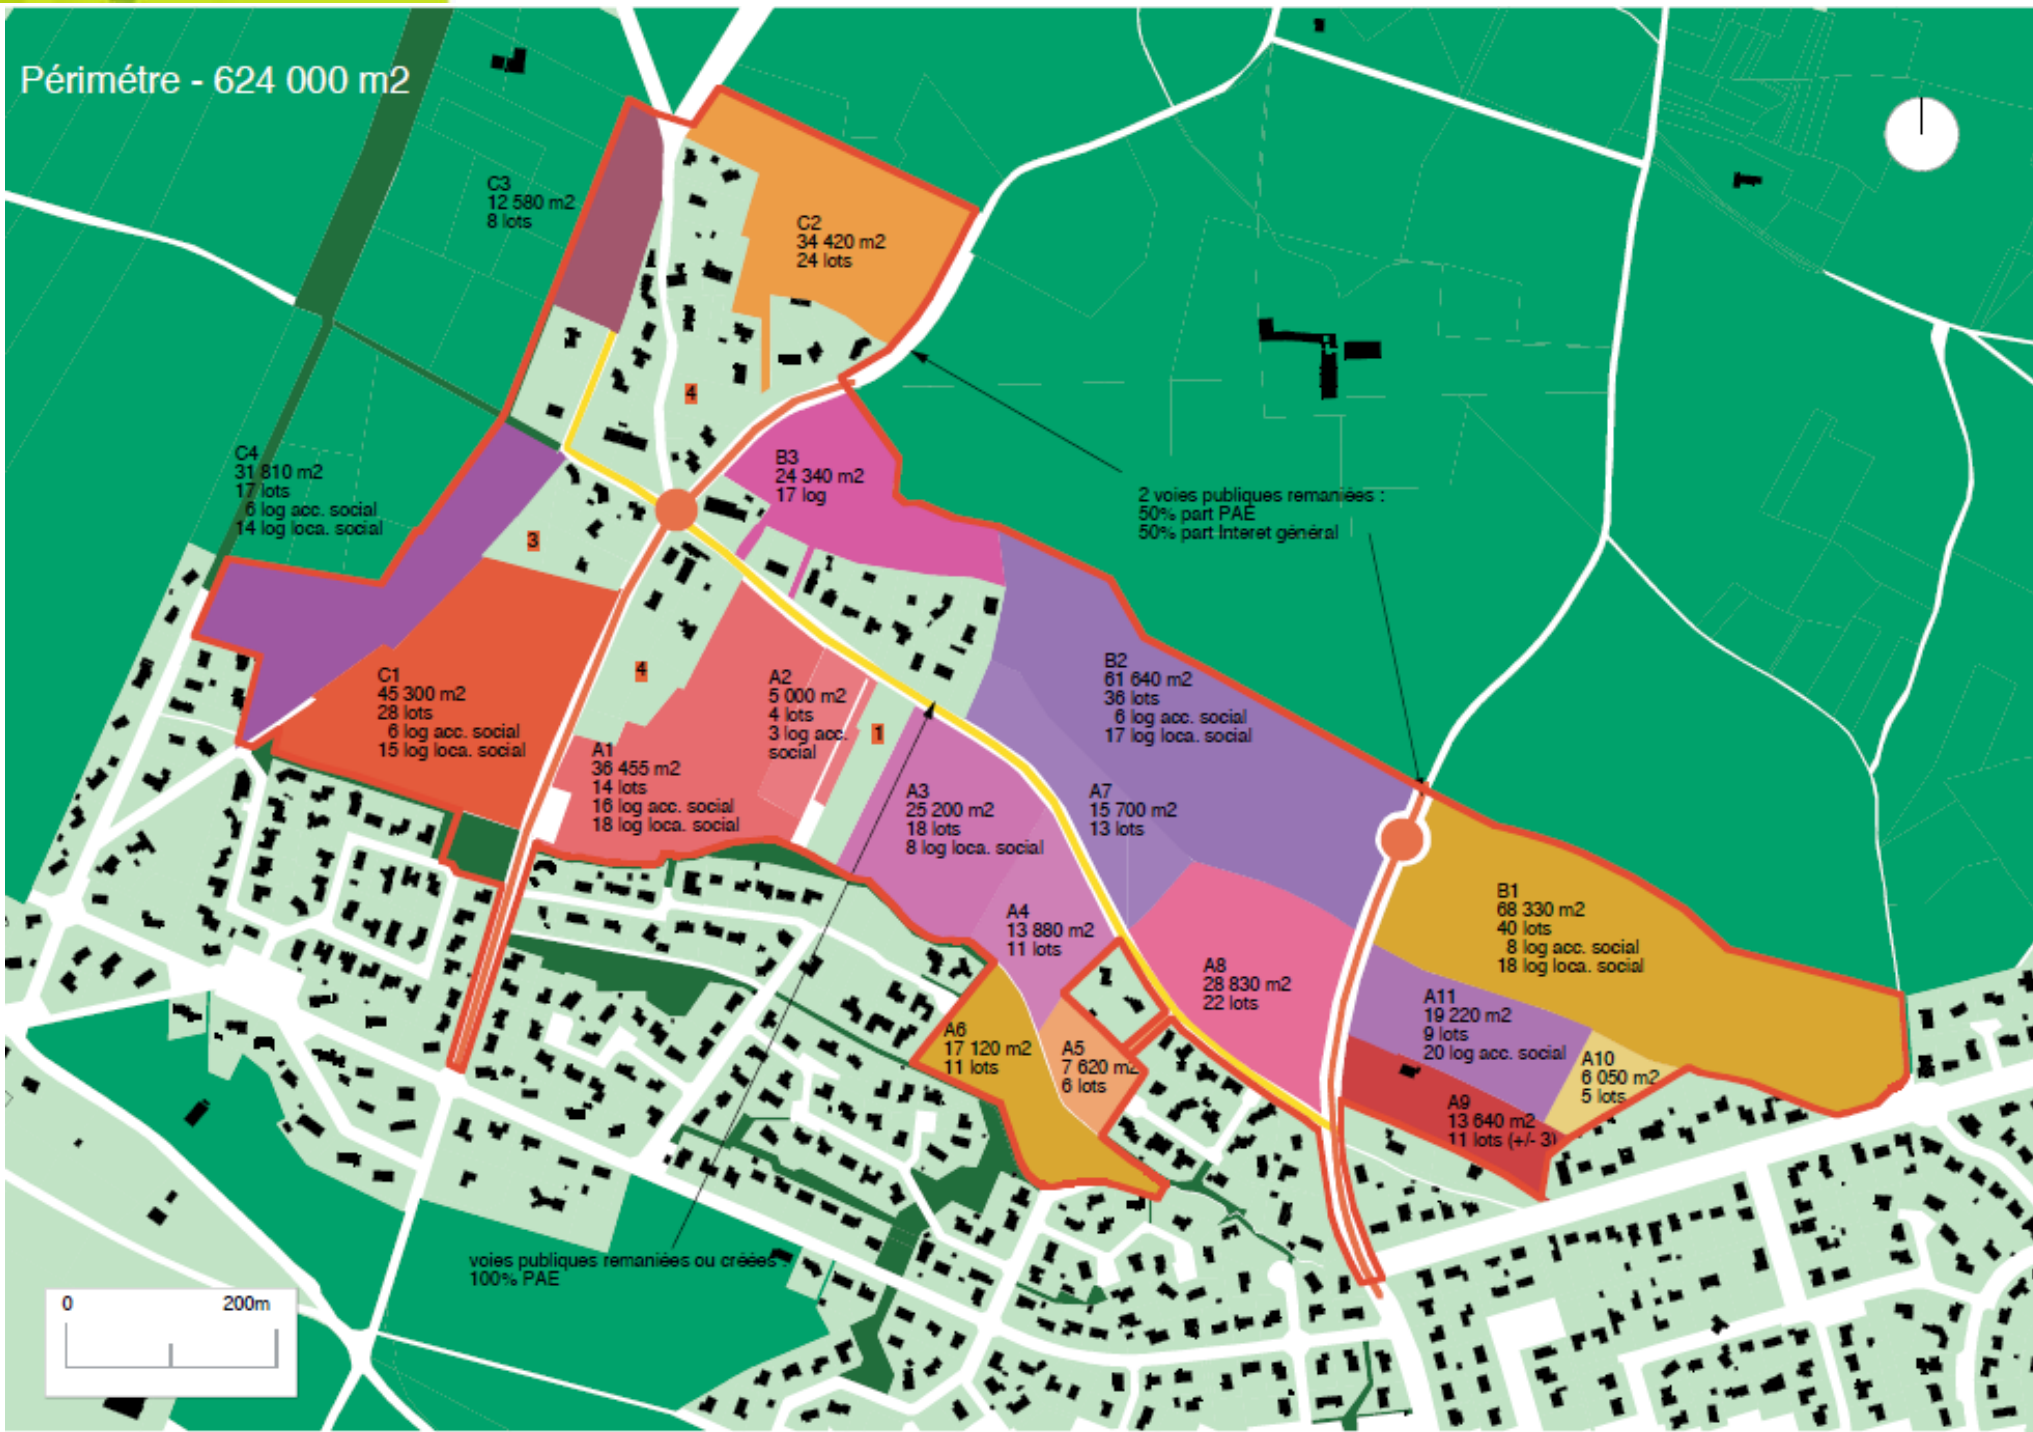 Périmétre - 624 000 m2
C3
12 580 m2
8 lots
C2
34 420 m2
24 lots
4
C4
31 810 m2
17 lots
6 log acc. social
14 log loca. social
B3
24 340 m2
17 log
2 voies publiques remaniées :
50% part PAE
50% part Interet général
3
4
C1
45 300 m2
28 lots
6 log acc. social
15 log loca. social
A2
5 000 m2
4 lots
3 log acc.
social
1
B2
61 640 m2
36 lots
6 log acc. social
17 log loca. social
A1
36 455 m2
14 lots
16 log acc. social
18 log loca. social
A3
25 200 m2
18 lots
8 log loca. social
A7
15 700 m2
13 lots
A4
13 880 m2
11 lots
B1
68 330 m2
40 lots
8 log acc. social
18 log loca. social
A8
28 830 m2
22 lots
A11
19 220 m2
9 lots
20 log acc. social
A6
17 120 m2
11 lots
A5
7 620 m2
6 lots
A10
6 050 m2
5 lots
A9
13 640 m2
11 lots (+/- 3)
voies publiques remaniées ou créées :
100% PAE
0 200m